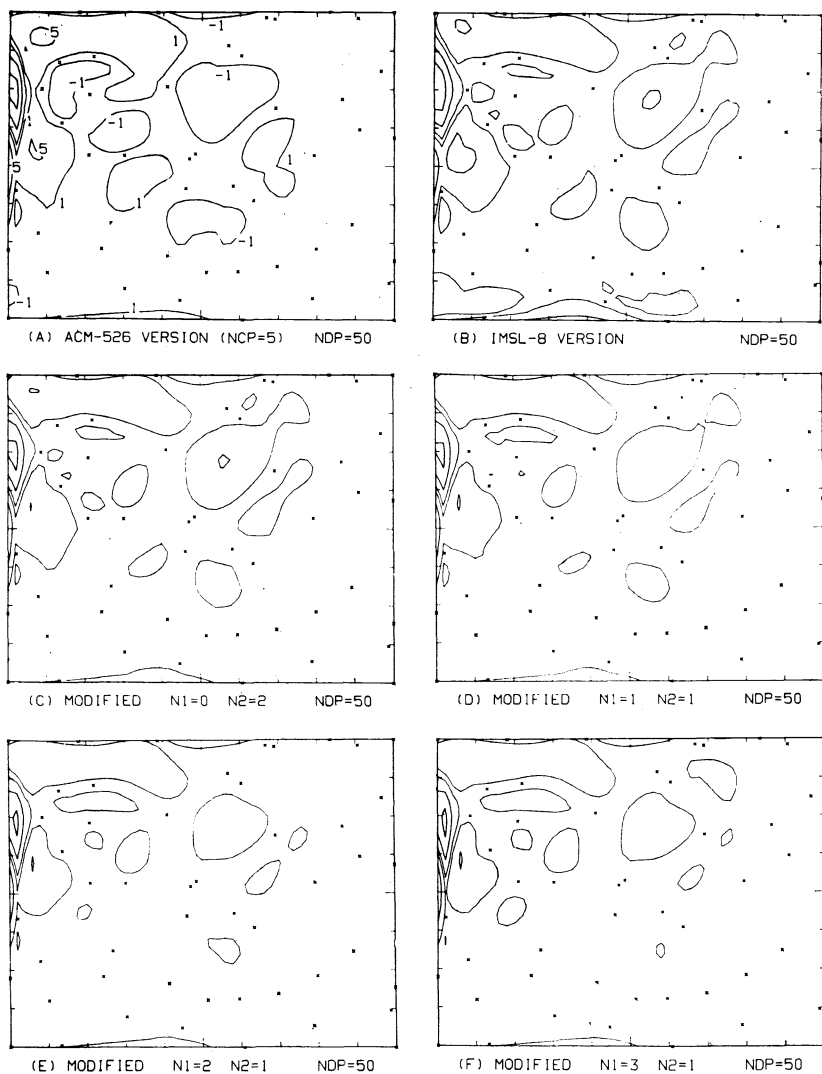 5
1
-1
-1
-1
5
1
5
1
-1
-1
1
(A) ACM-526 VERSION (NCP=5) NDP=50
(B) IMSL-8 VERSION NDP=50
(C) MODIFIED N1=0 N2=2 NDP=50
(D) MODIFIED N1=1 N2=1 NDP=50
(E) MODIFIED N1=2 N2=1 NDP=50
(F) MODIFIED N1=3 N2=1 NDP=50